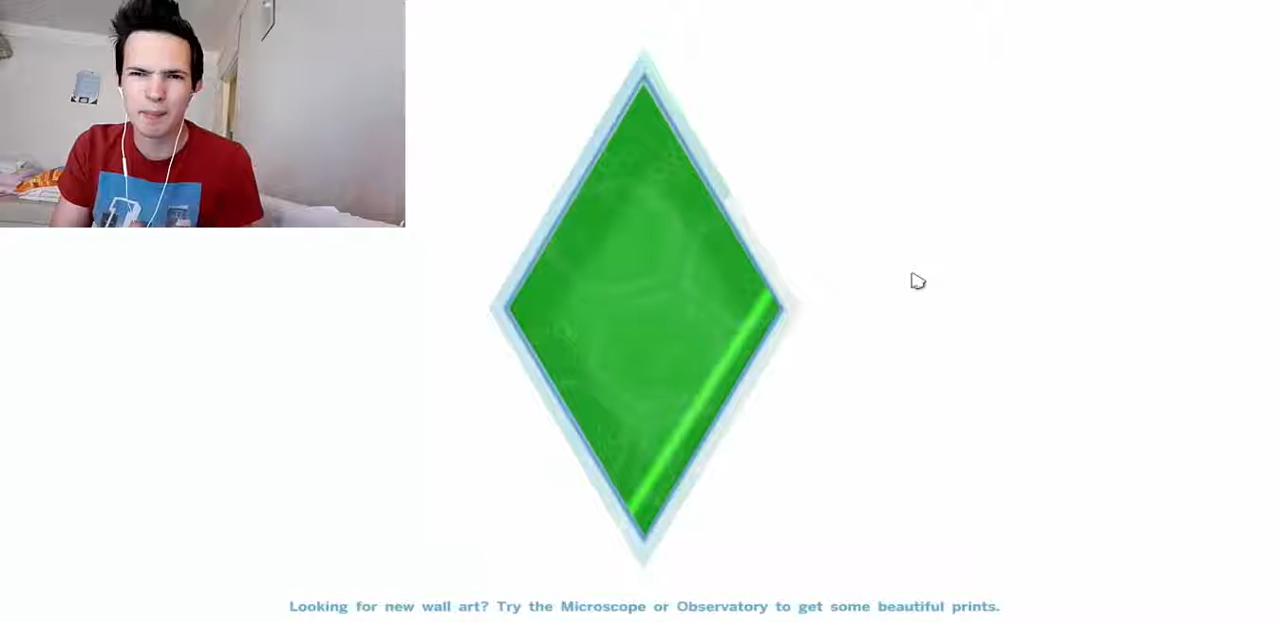 Looking for new wall art? Try the Microscope or Observatory to get some beautiful prints.